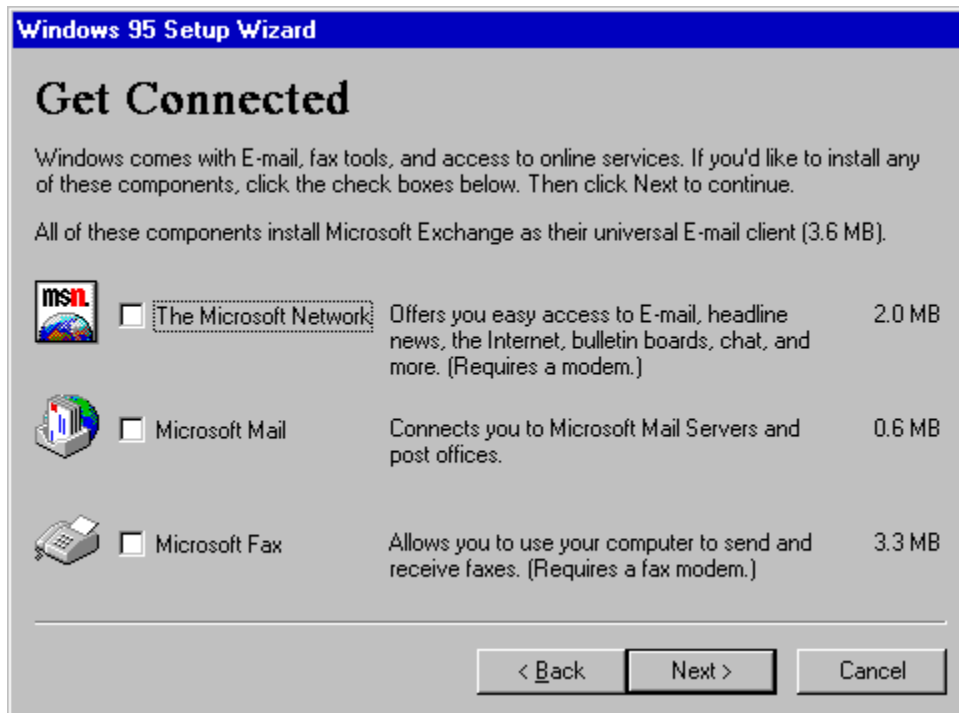 Windows 95 Setup Wizard
Get Connected
Windows comes with E-mail, fax tools, and access to online services. If you'd like to install any
of these components, click the check boxes below. Then click Next to continue.
All of these components install Microsoft Exchange as their universal E-mail client (3.6 MB).
msn.
The Microsoft Network
Offers you easy access to E-mail, headline
news, the Internet, bulletin boards, chat, and
more. (Requires a modem.)
2.0 MB
Microsoft Mail
Connects you to Microsoft Mail Servers and
post offices.
0.6 MB
Microsoft Fax
Allows you to use your computer to send and
receive faxes. (Requires a fax modem.)
3.3 MB
< Back
Next >
Cancel